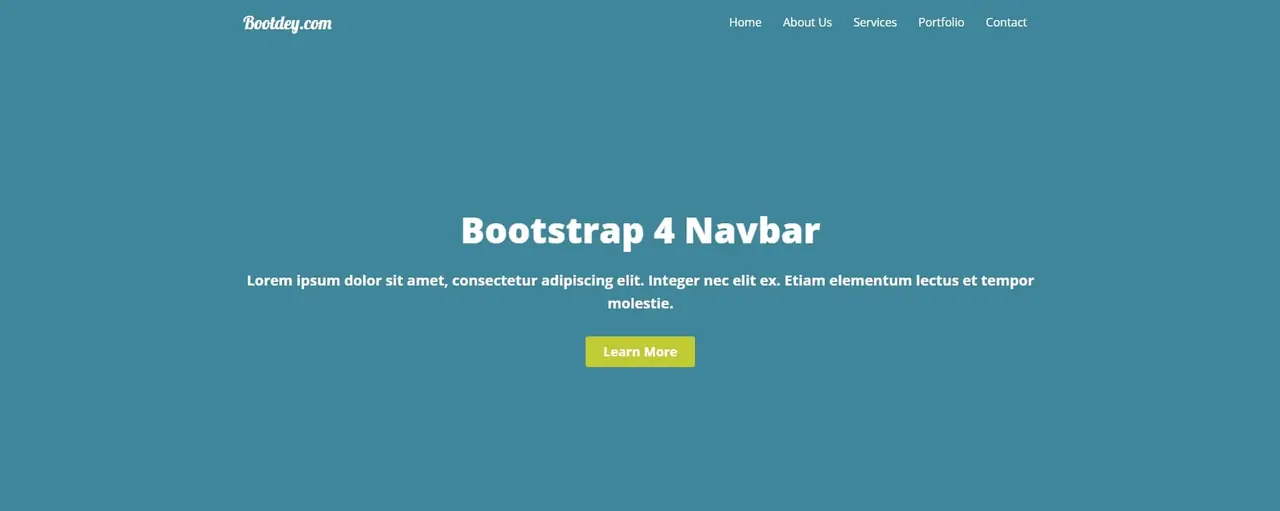 Bootdey.com
Home About Us Services Portfolio Contact
Bootstrap 4 Navbar
Lorem ipsum dolor sit amet, consectetur adipiscing elit. Integer nec elit ex. Etiam elementum lectus et tempor
molestie.
Learn More